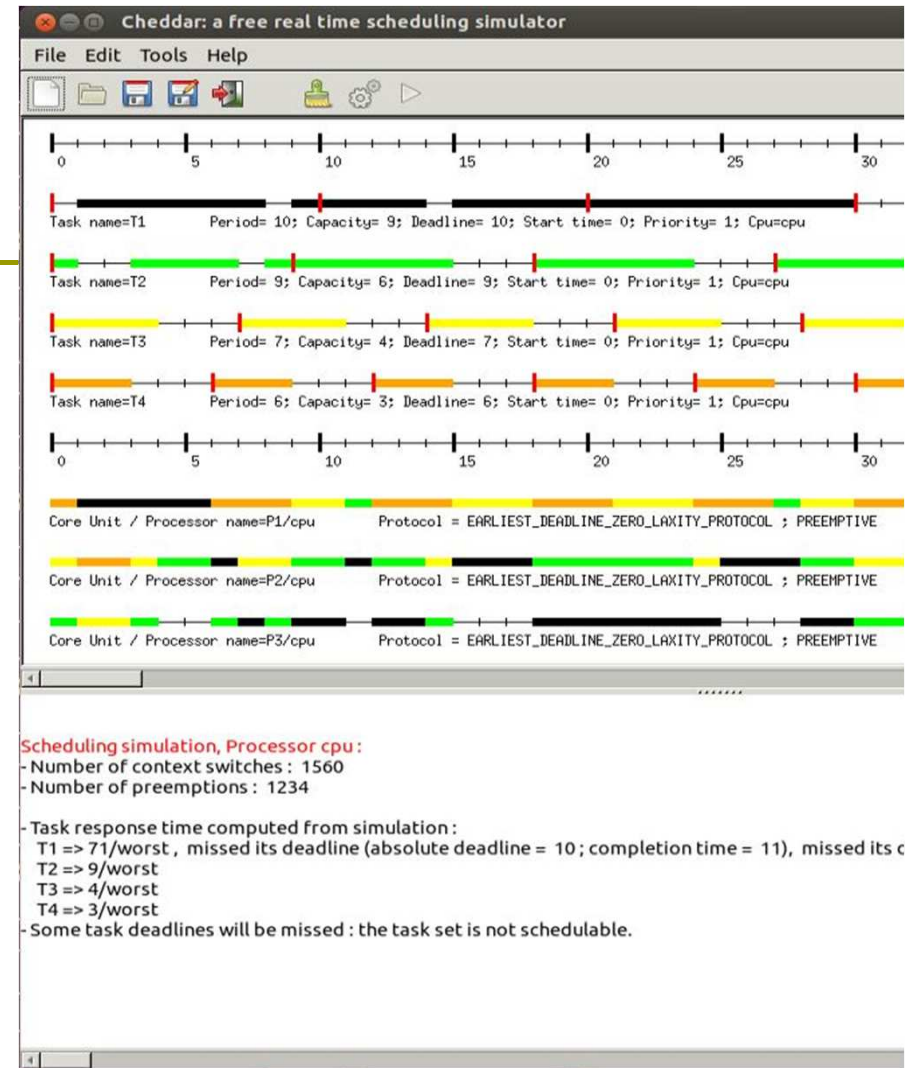 Cheddar: a free real time scheduling simulator
File Edit Tools Help
0 5 10 15 20 25 30
Task name=T1 Period= 10; Capacity= 9; Deadline= 10; Start time= 0; Priority= 1; Cpu=cpu
Task name=T2 Period= 9; Capacity= 6; Deadline= 9; Start time= 0; Priority= 1; Cpu=cpu
Task name=T3 Period= 7; Capacity= 4; Deadline= 7; Start time= 0; Priority= 1; Cpu=cpu
Task name=T4 Period= 6; Capacity= 3; Deadline= 6; Start time= 0; Priority= 1; Cpu=cpu
0 5 10 15 20 25 30
Core Unit / Processor name=P1/cpu Protocol = EARLIEST_DEADLINE_ZERO_LAXITY_PROTOCOL ; PREEMPTIVE
Core Unit / Processor name=P2/cpu Protocol = EARLIEST_DEADLINE_ZERO_LAXITY_PROTOCOL ; PREEMPTIVE
Core Unit / Processor name=P3/cpu Protocol = EARLIEST_DEADLINE_ZERO_LAXITY_PROTOCOL ; PREEMPTIVE
Scheduling simulation, Processor cpu :
- Number of context switches : 1560
- Number of preemptions : 1234
- Task response time computed from simulation :
T1 => 71/worst , missed its deadline (absolute deadline = 10 ; completion time = 11), missed its
T2 => 9/worst
T3 => 4/worst
T4 => 3/worst
- Some task deadlines will be missed : the task set is not schedulable.